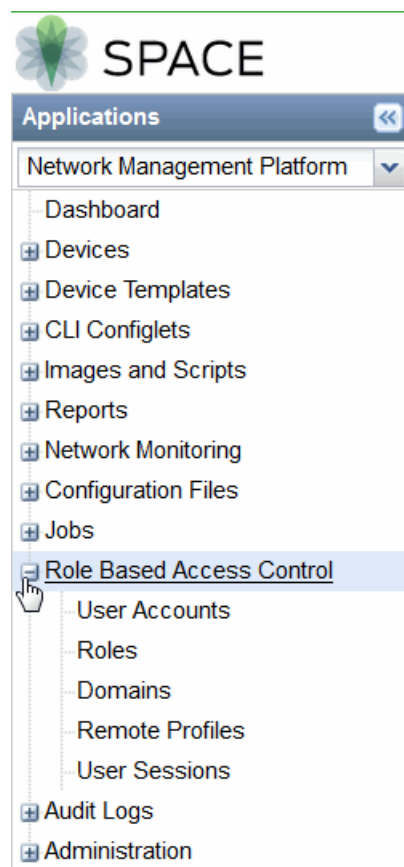 SPACE
Applications
Network Management Platform
Dashboard
Devices
Device Templates
CLI Configlets
Images and Scripts
Reports
Network Monitoring
Configuration Files
Jobs
Role Based Access Control
User Accounts
Roles
Domains
Remote Profiles
User Sessions
Audit Logs
Administration